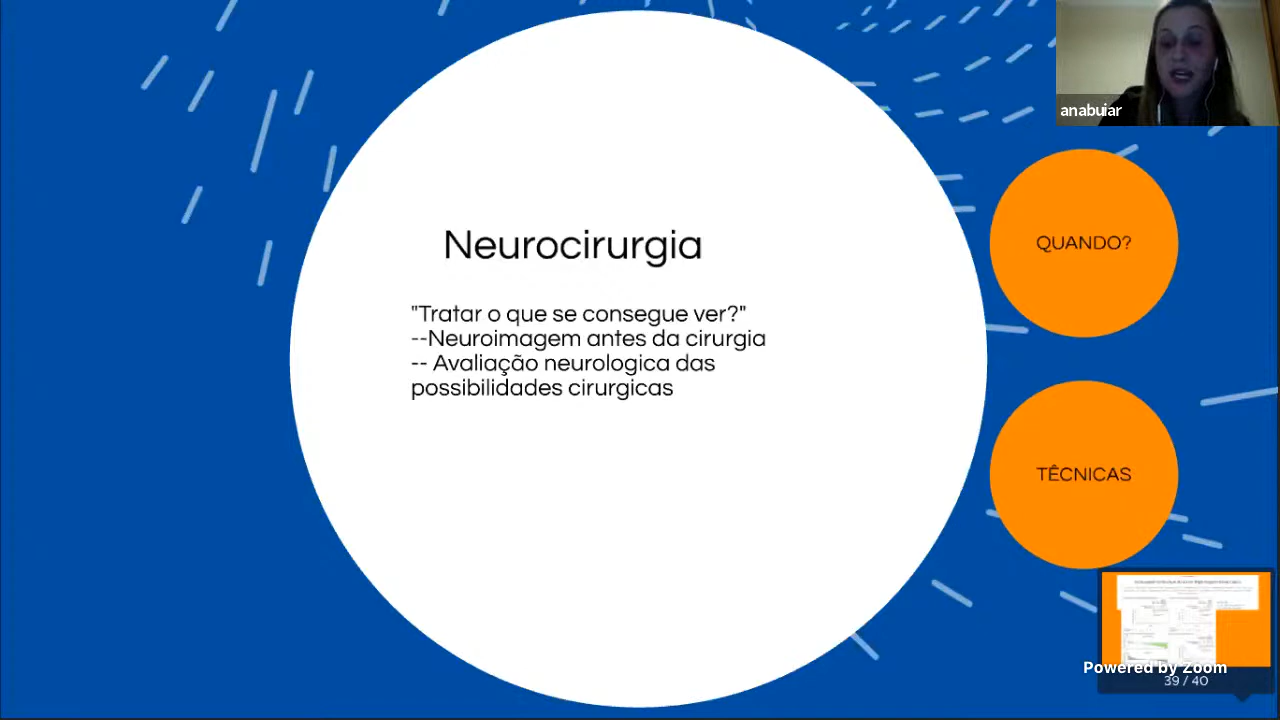 anabuiar
Neurocirurgia
"Tratar o que se consegue ver?"
--Neuroimagem antes da cirurgia
-- Avaliação neurologica das
possibilidades cirurgicas
QUANDO?
TÉCNICAS
Powered by Zoom
39 / 40